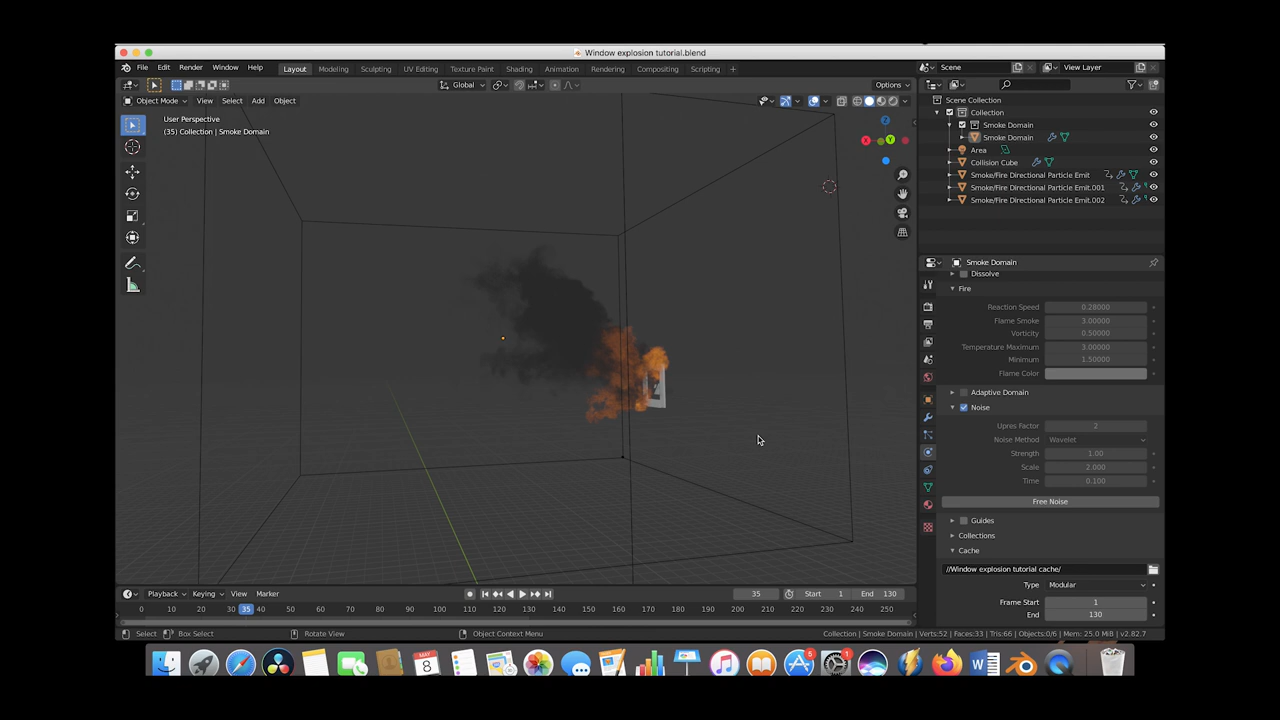 Window explosion tutorial.blend
File Edit Render Window Help
Layout Modeling Sculpting UV Editing Texture Paint Shading Animation Rendering Compositing Scripting +
Scene
View Layer
Global
Options
Object Mode View Select Add Object
User Perspective
(35) Collection | Smoke Domain
Z
X
Y
Scene Collection
Collection
Smoke Domain
Smoke Domain
Area
Collision Cube
Smoke/Fire Directional Particle Emit
Smoke/Fire Directional Particle Emit.001
Smoke/Fire Directional Particle Emit.002
Smoke Domain
Dissolve
Fire
Reaction Speed 0.28000
Flame Smoke 3.00000
Vorticity 0.50000
Temperature Maximum 3.00000
Minimum 1.50000
Flame Color
Adaptive Domain
Noise
Upres Factor 2
Noise Method Wavelet
Strength 1.00
Scale 2.000
Time 0.100
Free Noise
Guides
Collections
Cache
//Window explosion tutorial cache/
Type Modular
Frame Start 1
End 130
Playback Keying View Marker
35 Start 1 End 130
0 10 20 30 35 50 60 70 80 90 100 110 120 130 140 150 160 170 180 190 200 210 220 230 240 250
Select Box Select Rotate View Object Context Menu
Collection | Smoke Domain | Verts:52 | Faces:33 | Tris:66 | Objects:0/6 | Mem: 25.0 MiB | v2.82.7
MAY
8
6
1